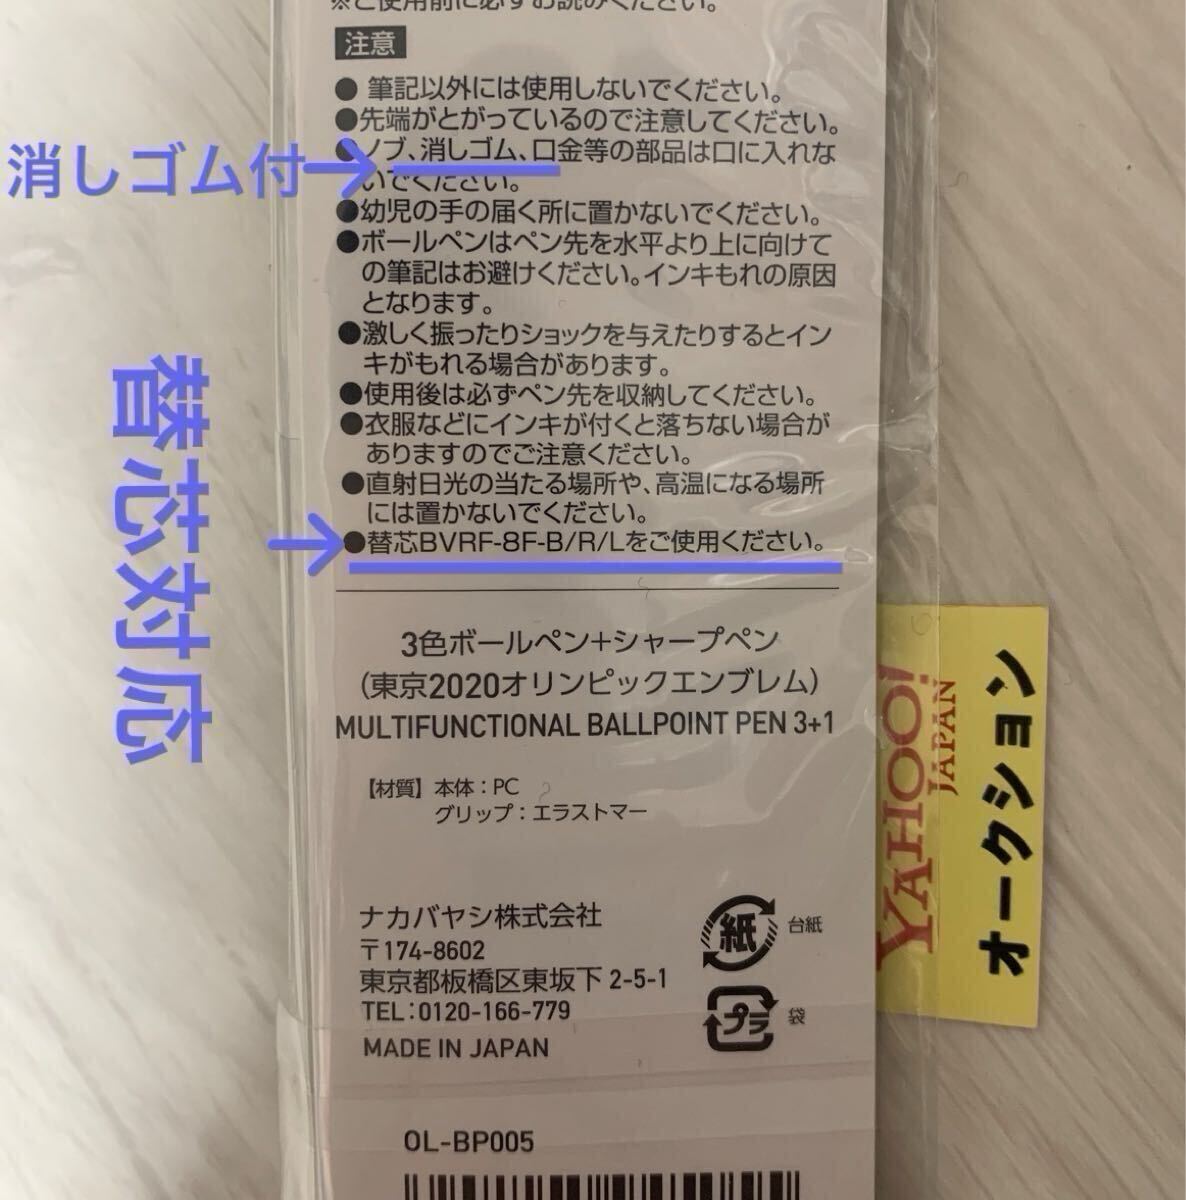 ※ご使用前に必ずお読みください。
注意
● 筆記以外には使用しないでください。
●先端がとがっているので注意してください。
●ノブ、消しゴム、口金等の部品は口に入れな
いでください。
●幼児の手の届く所に置かないでください。
●ボールペンはペン先を水平より上に向けて
の筆記はお避けください。インキもれの原因
となります。
●激しく振ったりショックを与えたりするとイン
キがもれる場合があります。
●使用後は必ずペン先を収納してください。
●衣服などにインキが付くと落ちない場合が
ありますのでご注意ください。
●直射日光の当たる場所や、高温になる場所
には置かないでください。
●替芯BVRF-8F-B/R/Lをご使用ください。
消しゴム付→
替芯対応
→
3色ボールペン+シャープペン
(東京2020オリンピックエンブレム)
MULTIFUNCTIONAL BALLPOINT PEN 3+1
【材質】本体：PC
グリップ：エラストマー
ナカバヤシ株式会社
〒174-8602
東京都板橋区東坂下 2-5-1
TEL：0120-166-779
MADE IN JAPAN
紙 台紙
プラ 袋
OL-BP005
YAHOO!
JAPAN
オークション